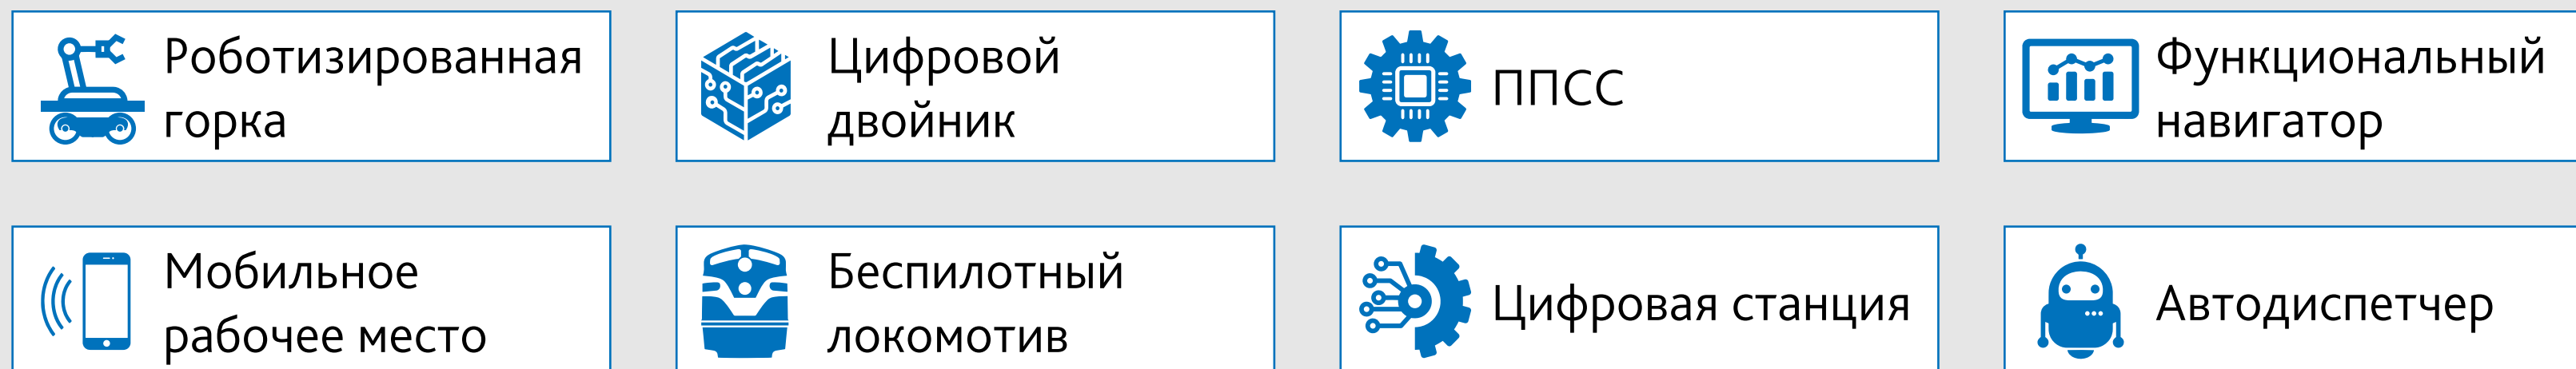 Роботизированная
горка
Цифровой
двойник
ППСС
Функциональный
навигатор
Мобильное
рабочее место
Беспилотный
локомотив
Цифровая станция
Автодиспетчер